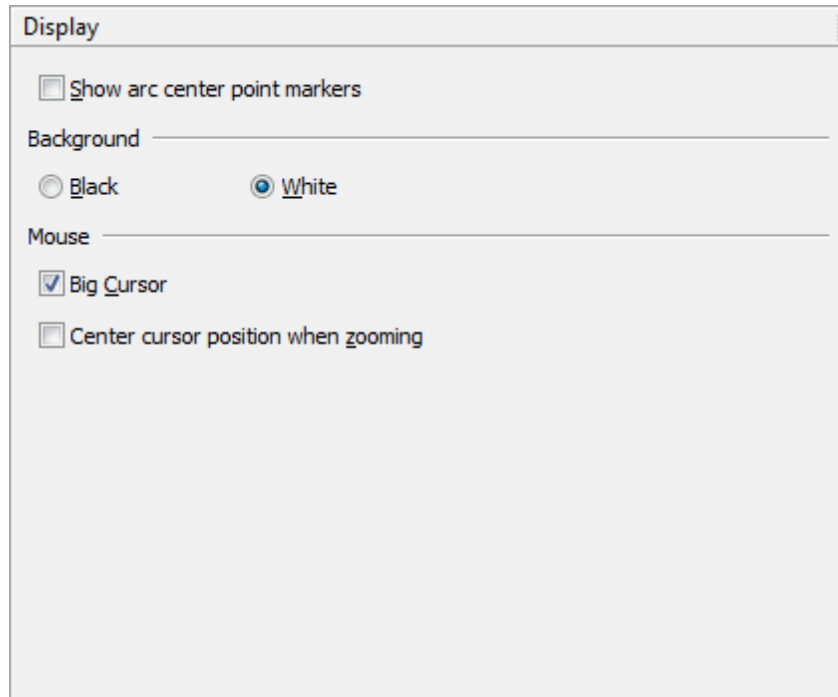 Display
Show arc center point markers
Background
Black White
Mouse
Big Cursor
Center cursor position when zooming